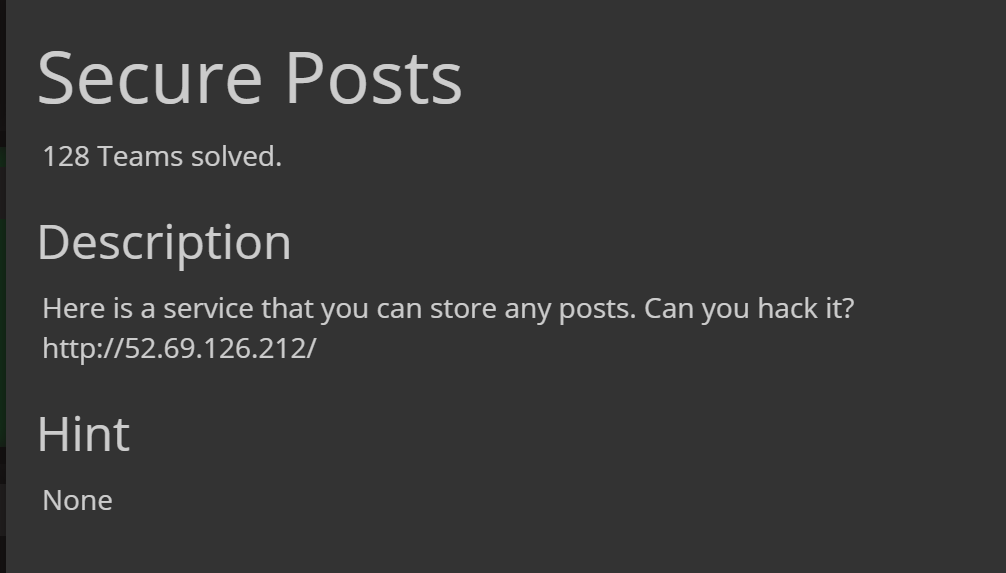 Secure Posts
128 Teams solved.
Description
Here is a service that you can store any posts. Can you hack it?
http://52.69.126.212/
Hint
None